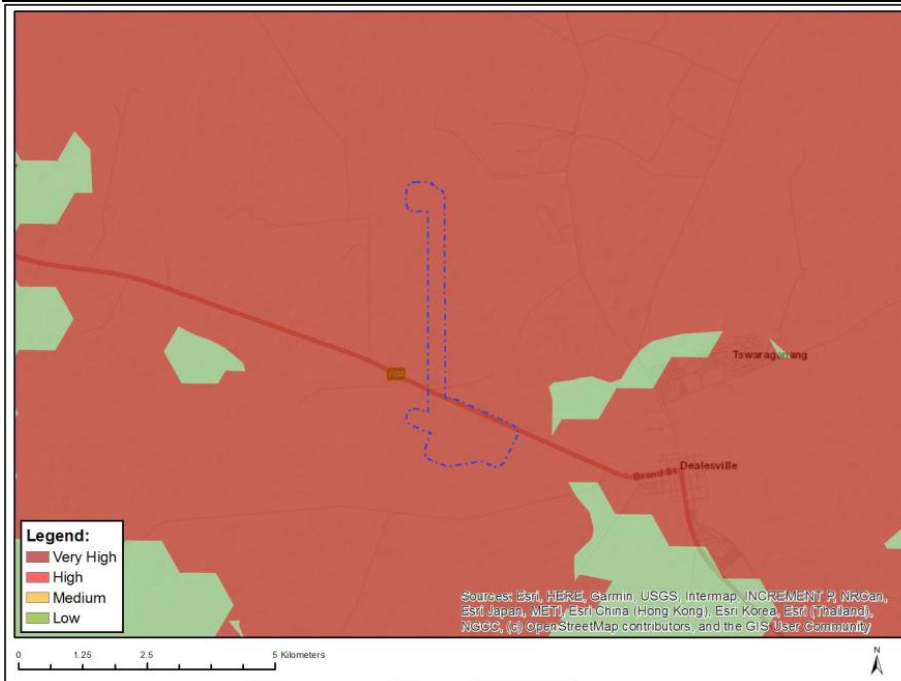 Tswaraganang
Dealesville
Brand St
Legend:
Very High
High
Medium
Low
Sources: Esri, HERE, Garmin, USGS, Intermap, INCREMENT P, NRCan,
Esri Japan, METI, Esri China (Hong Kong), Esri Korea, Esri (Thailand),
NGCC, (c) OpenStreetMap contributors, and the GIS User Community
0 1.25 2.5 5 Kilometers
N